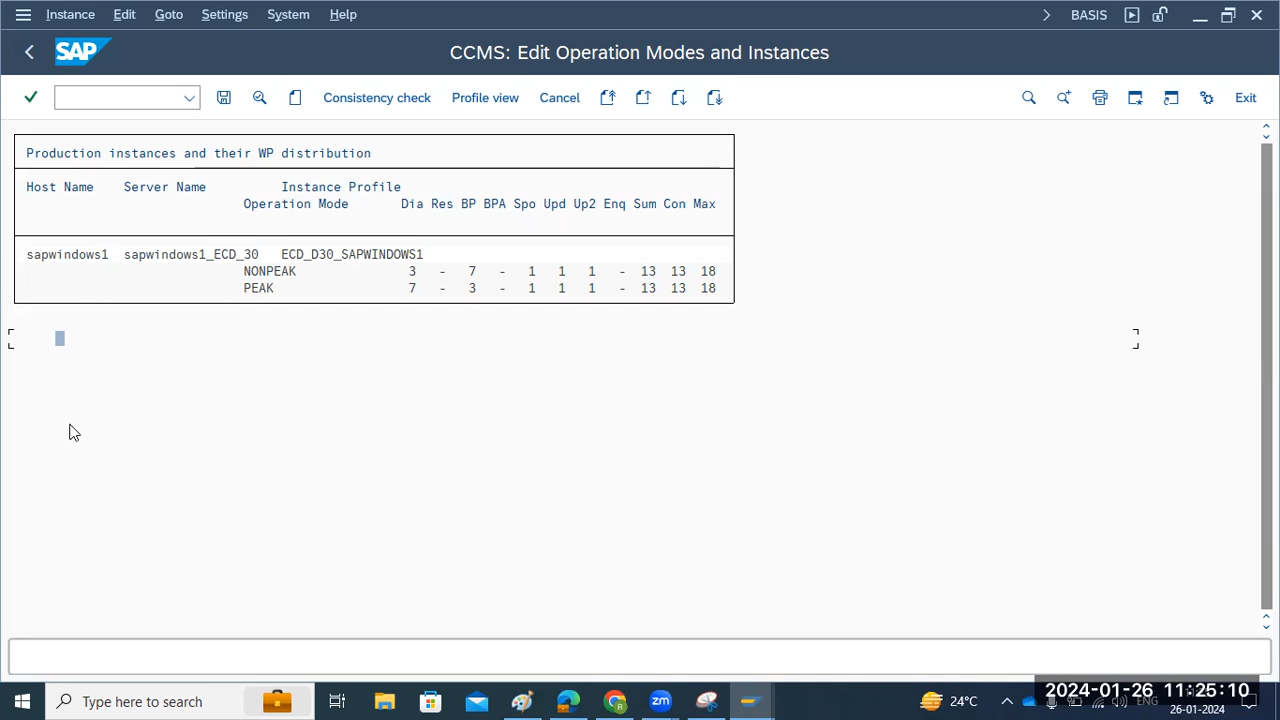 Instance Edit Goto Settings System Help BASIS
SAP CCMS: Edit Operation Modes and Instances
Consistency check Profile view Cancel Exit
Production instances and their WP distribution
Host Name Server Name Instance Profile
Operation Mode Dia Res BP BPA Spo Upd Up2 Enq Sum Con Max
sapwindows1 sapwindows1_ECD_30 ECD_D30_SAPWINDOWS1
NONPEAK 3 - 7 - 1 1 1 - 13 13 18
PEAK 7 - 3 - 1 1 1 - 13 13 18
Type here to search zm R 24°C 2024-01-26 11:25:10
ENG
26-01-2024